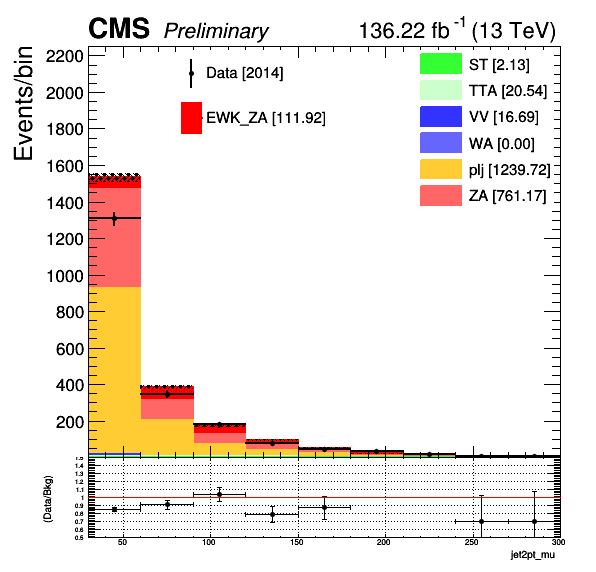 CMS Preliminary 136.22 fb⁻¹ (13 TeV)
Events/bin
2200
2000
1800
1600
1400
1200
1000
800
600
400
200
Data [2014]
EWK_ZA [111.92]
ST [2.13]
TTA [20.54]
VV [16.69]
WA [0.00]
plj [1239.72]
ZA [761.17]
(Data/Bkg)
1.5
1.4
1.3
1.2
1.1
1
0.9
0.8
0.7
0.6
0.5
50 100 150 200 250 300
jet2pt_mu